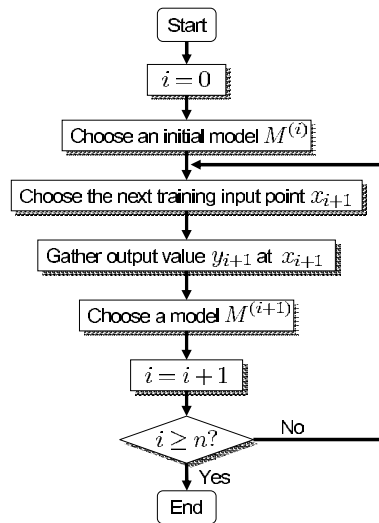 Start
i = 0
Choose an initial model M^(i)
Choose the next training input point x_{i+1}
Gather output value y_{i+1} at x_{i+1}
Choose a model M^(i+1)
i = i + 1
i ≥ n?
No
Yes
End